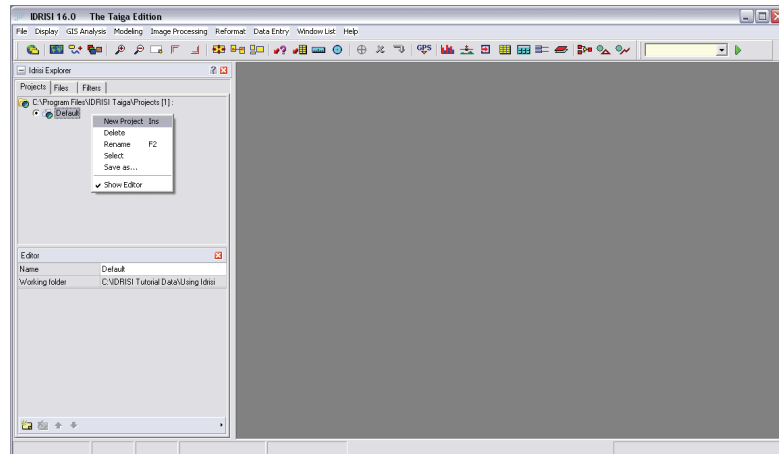 IDRISI 16.0 The Taiga Edition
File Display GIS Analysis Modeling Image Processing Reformat Data Entry Window List Help
GPS
Idrisi Explorer
Projects Files Filters
C:\Program Files\IDRISI Taiga\Projects [1] :
Default
New Project Ins
Delete
Rename F2
Select
Save as...
Show Editor
Editor
Name Default
Working folder C:\IDRISI Tutorial Data\Using Idrisi